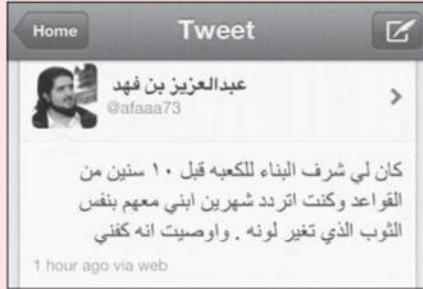 Home
Tweet
عبدالعزيز بن فهد
@afaaa73
كان لي شرف البناء للكعبه قبل ١٠ سنين من
القواعد وكنت اتردد شهرين ابني معهم بنفس
الثوب الذي تغير لونه . واوصيت انه كفني
1 hour ago via web